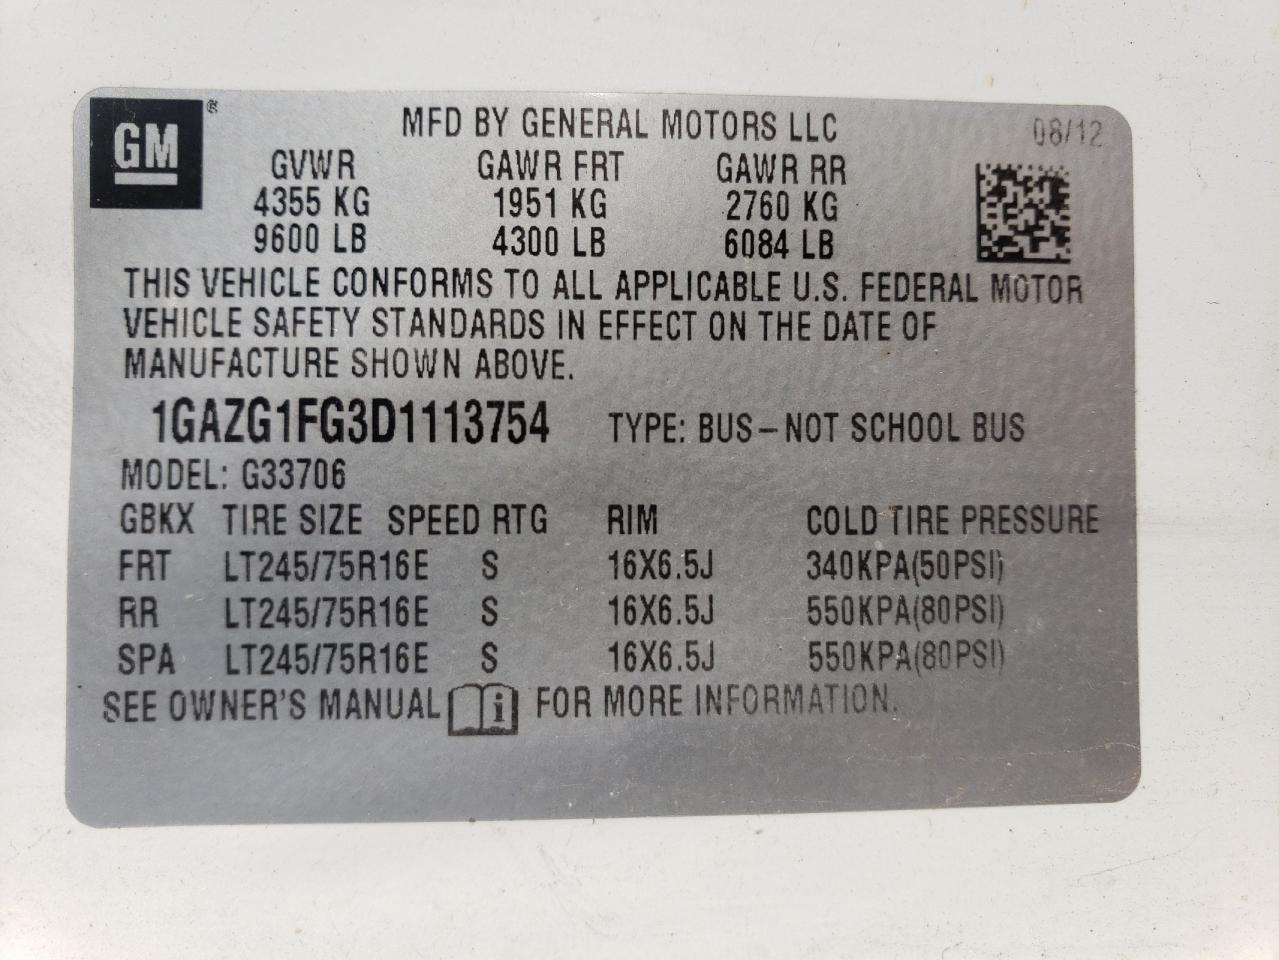 GM ®
MFD BY GENERAL MOTORS LLC 08/12
GVWR GAWR FRT GAWR RR
4355 KG 1951 KG 2760 KG
9600 LB 4300 LB 6084 LB
THIS VEHICLE CONFORMS TO ALL APPLICABLE U.S. FEDERAL MOTOR
VEHICLE SAFETY STANDARDS IN EFFECT ON THE DATE OF
MANUFACTURE SHOWN ABOVE.
1GAZG1FG3D1113754 TYPE: BUS–NOT SCHOOL BUS
MODEL: G33706
GBKX TIRE SIZE SPEED RTG RIM COLD TIRE PRESSURE
FRT LT245/75R16E S 16X6.5J 340KPA(50PSI)
RR LT245/75R16E S 16X6.5J 550KPA(80PSI)
SPA LT245/75R16E S 16X6.5J 550KPA(80PSI)
SEE OWNER'S MANUAL i FOR MORE INFORMATION.